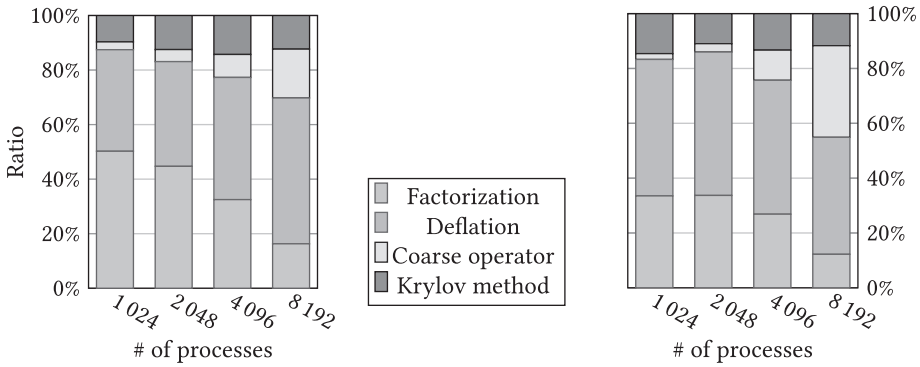 100%
80%
60%
40%
20%
0%
Ratio
1 024
2 048
4 096
8 192
# of processes
Factorization
Deflation
Coarse operator
Krylov method
100%
80%
60%
40%
20%
0%
1 024
2 048
4 096
8 192
# of processes